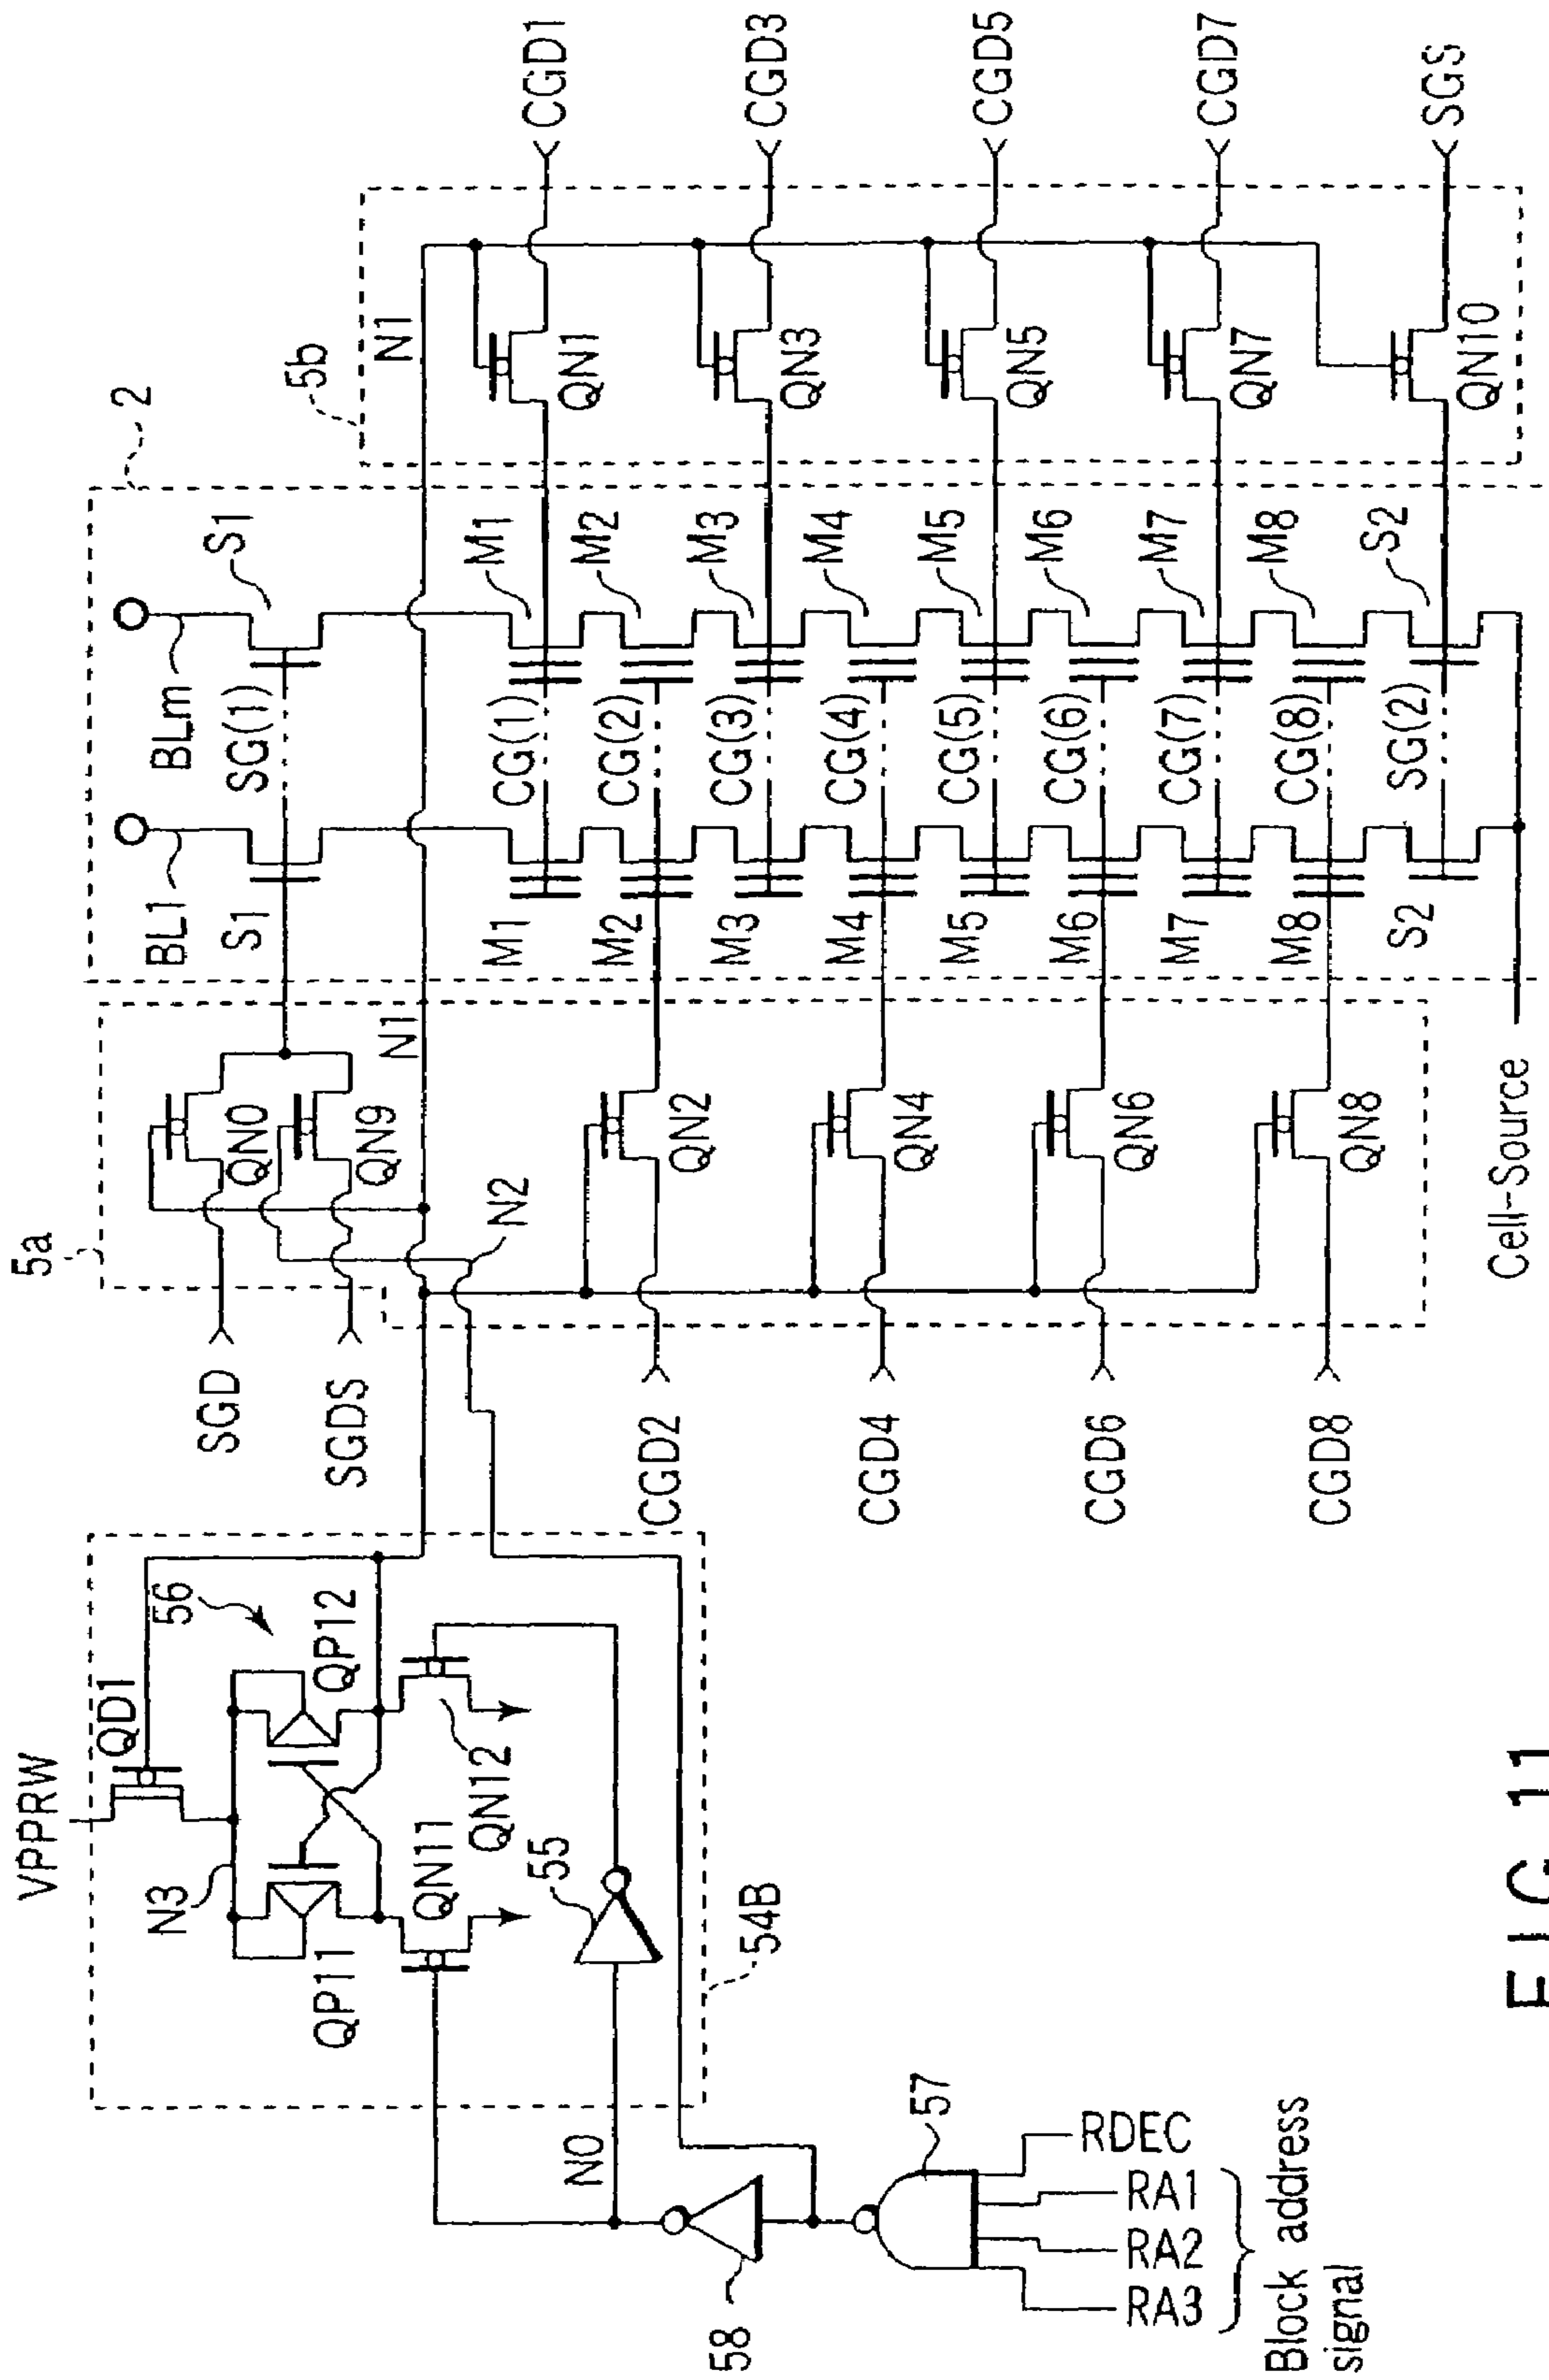 VPPRW
QD1
N3
56
QP11
QP12
QN11
QN12
55
54B
N0
58
57
RDEC
RA1
RA2
RA3
Block address
signal
SGD
SGDS
5a
QN0
QN9
N1
N2
CGD2
QN2
CGD4
QN4
CGD6
QN6
CGD8
QN8
Cell-Source
2
BL1
BLm
S1
SG(1)
S1
M1
CG(1)
M1
M2
CG(2)
M2
M3
CG(3)
M3
M4
CG(4)
M4
M5
CG(5)
M5
M6
CG(6)
M6
M7
CG(7)
M7
M8
CG(8)
M8
S2
SG(2)
S2
5b
N1
QN1
CGD1
QN3
CGD3
QN5
CGD5
QN7
CGD7
QN10
SGS
FIG. 11